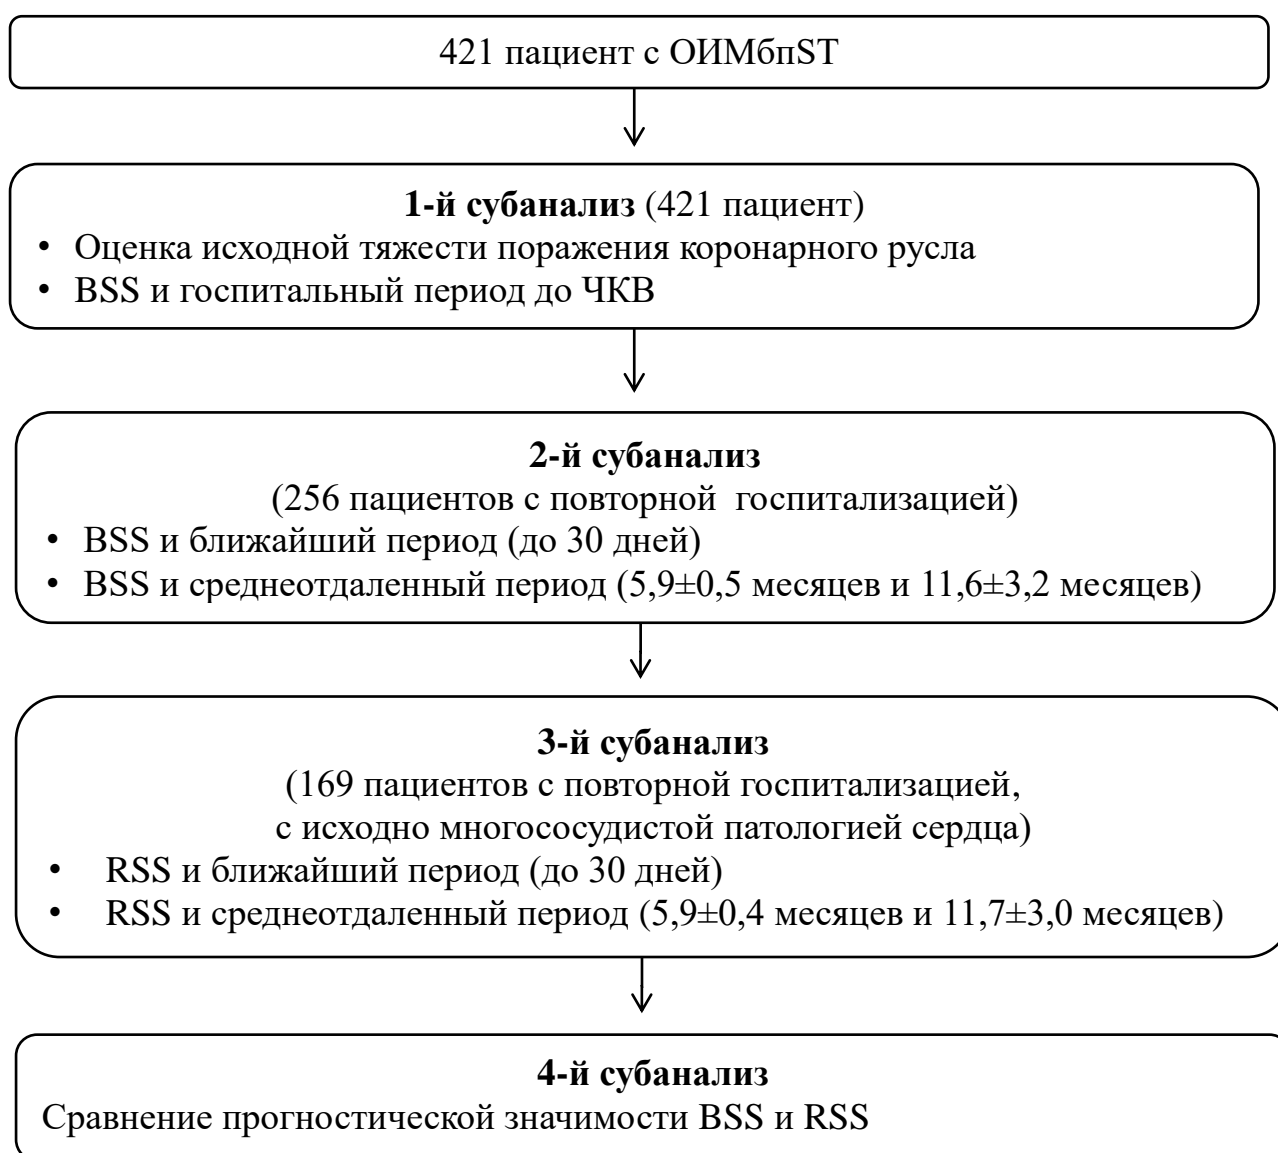 421 пациент с ОИМбпST
1-й субанализ (421 пациент)
• Оценка исходной тяжести поражения коронарного русла
• BSS и госпитальный период до ЧКВ
2-й субанализ
(256 пациентов с повторной госпитализацией)
• BSS и ближайший период (до 30 дней)
• BSS и среднеотдаленный период (5,9±0,5 месяцев и 11,6±3,2 месяцев)
3-й субанализ
(169 пациентов с повторной госпитализацией,
с исходно многососудистой патологией сердца)
• RSS и ближайший период (до 30 дней)
• RSS и среднеотдаленный период (5,9±0,4 месяцев и 11,7±3,0 месяцев)
4-й субанализ
Сравнение прогностической значимости BSS и RSS